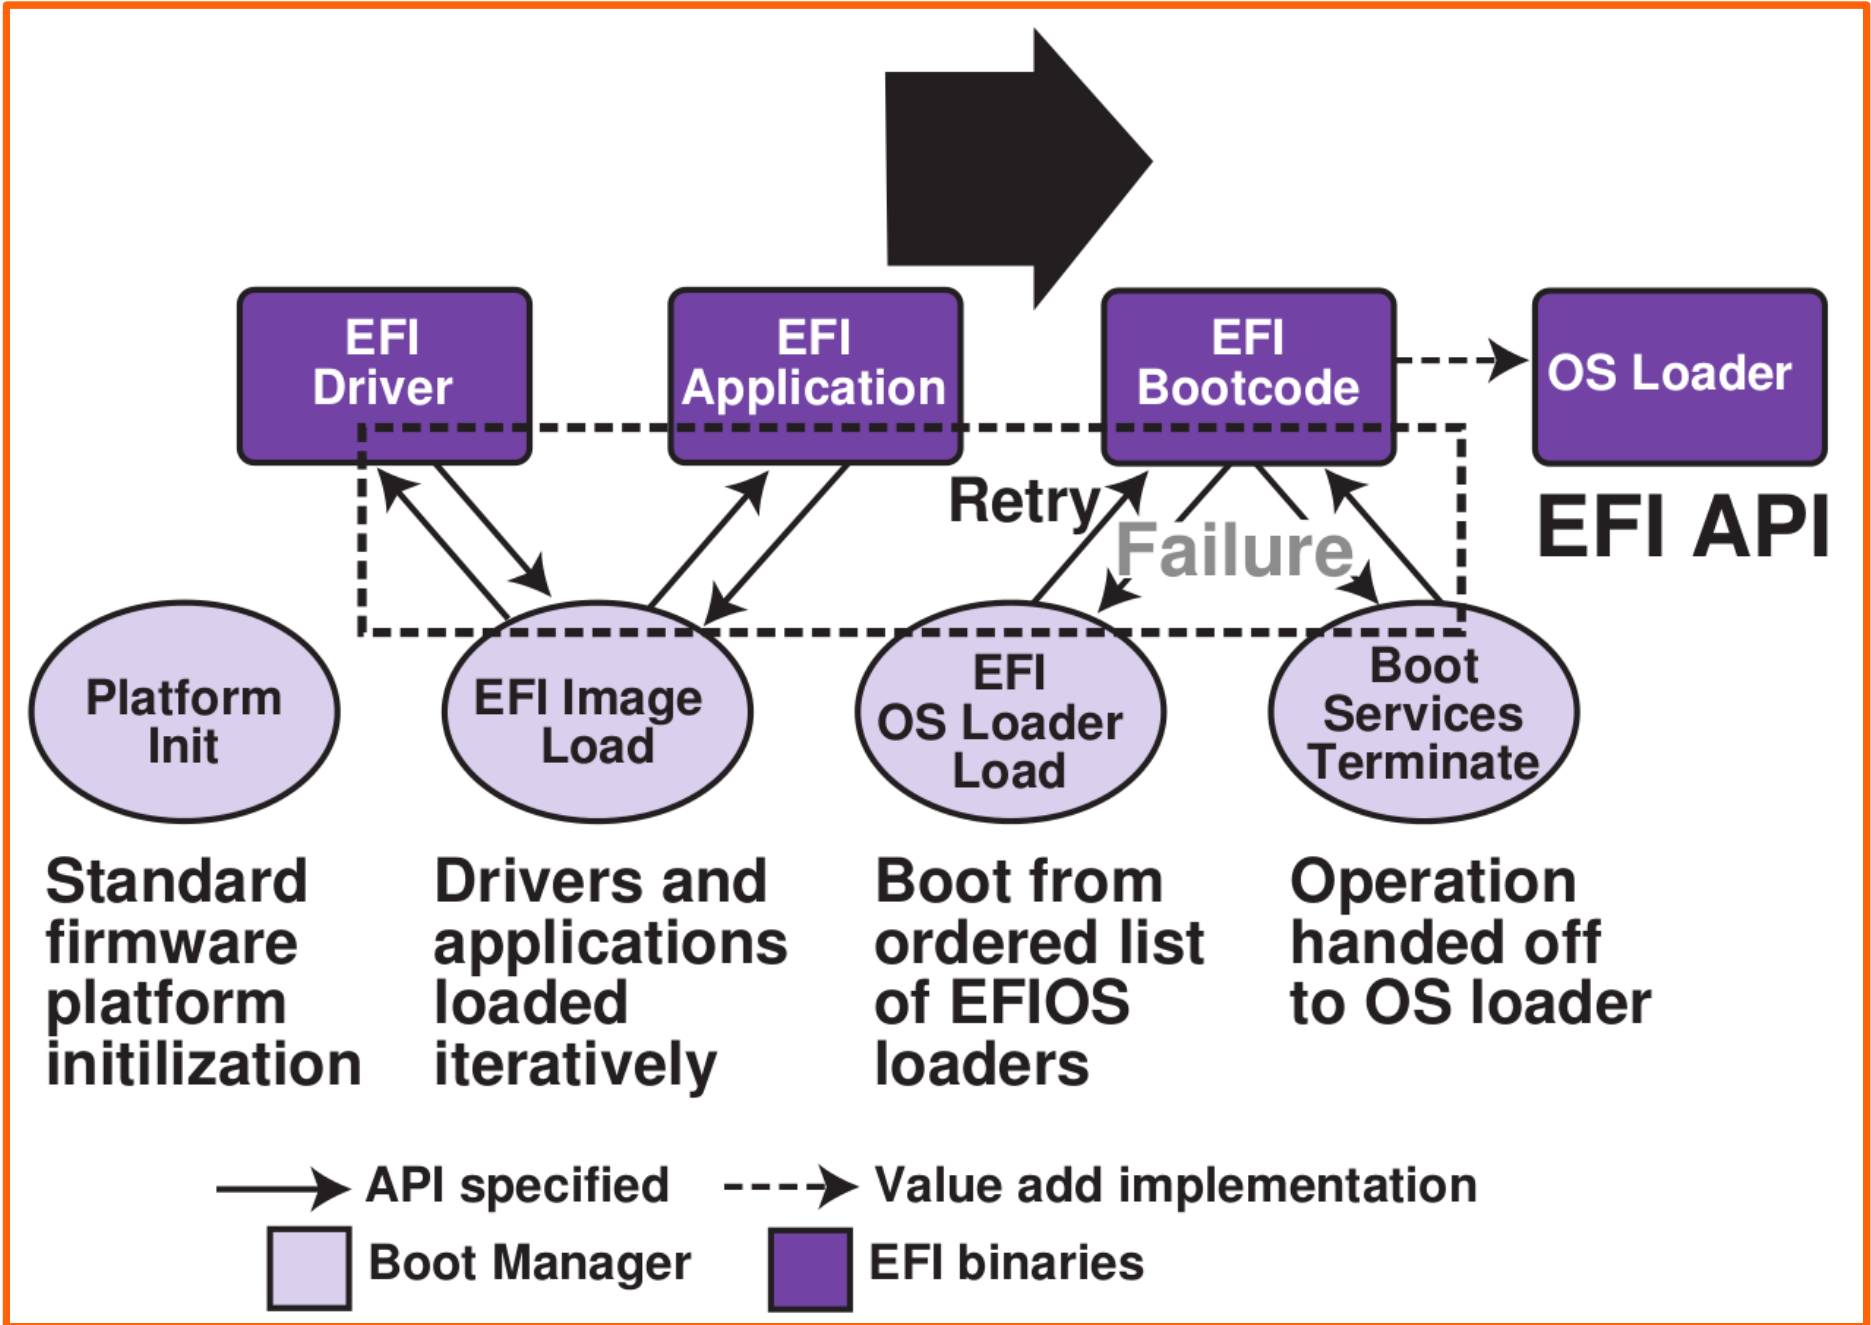 EFI
Driver
EFI
Application
EFI
Bootcode
OS Loader
Retry
Failure
EFI API
Platform
Init
EFI Image
Load
EFI
OS Loader
Load
Boot
Services
Terminate
Standard
firmware
platform
initilization
Drivers and
applications
loaded
iteratively
Boot from
ordered list
of EFIOS
loaders
Operation
handed off
to OS loader
API specified
Value add implementation
Boot Manager
EFI binaries